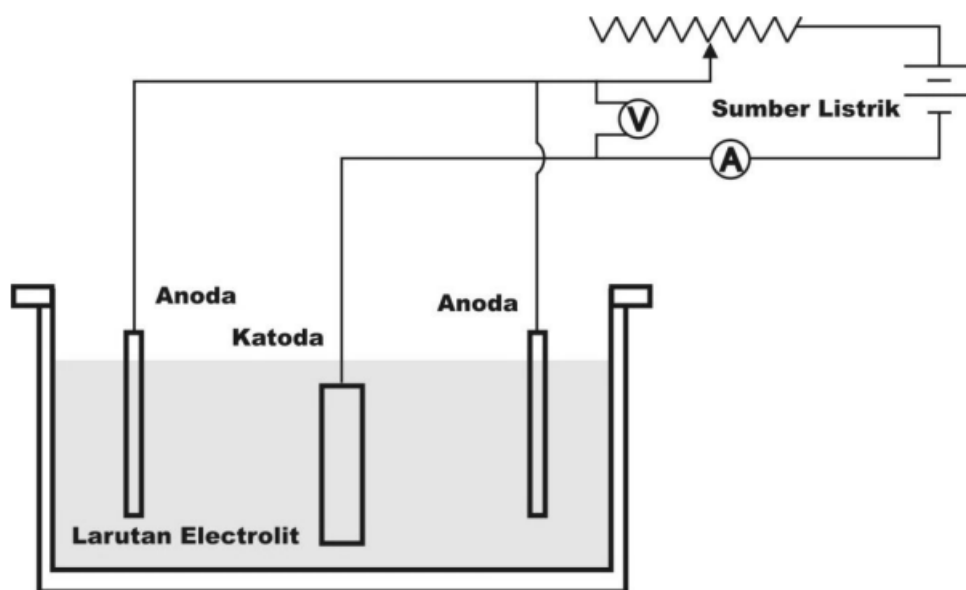 Sumber Listrik
V
A
Anoda
Anoda
Katoda
Larutan Electrolit